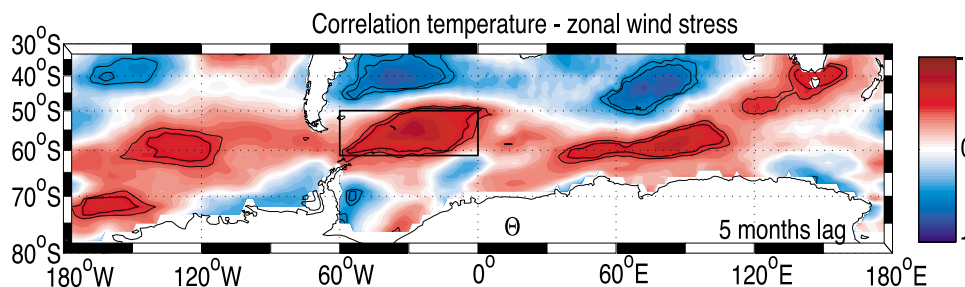 Correlation temperature - zonal wind stress
30°S
40°S
50°S
60°S
70°S
80°S
Θ
5 months lag
180°W 120°W 60°W 0° 60°E 120°E 180°E